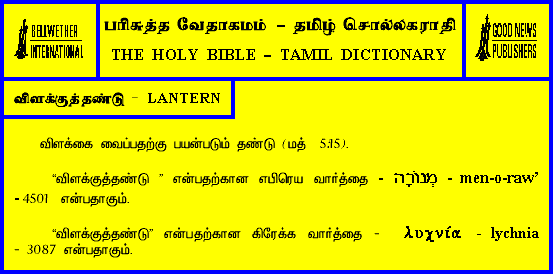 BELLWETHER
INTERNATIONAL
பரிசுத்த வேதாகமம் – தமிழ் சொல்லகராதி
THE HOLY BIBLE – TAMIL DICTIONARY
GOOD NEWS
PUBLISHERS
விளக்குத்தண்டு – LANTERN
விளக்கை வைப்பதற்கு பயன்படும் தண்டு (மத் 5:15).
“விளக்குத்தண்டு ” என்பதற்கான எபிரெய வார்த்தை - מְנוֹרָה - men-o-raw’
- 4501 என்பதாகும்.
“விளக்குத்தண்டு” என்பதற்கான கிரேக்க வார்த்தை - λυχνία - lychnia
- 3087 என்பதாகும்.